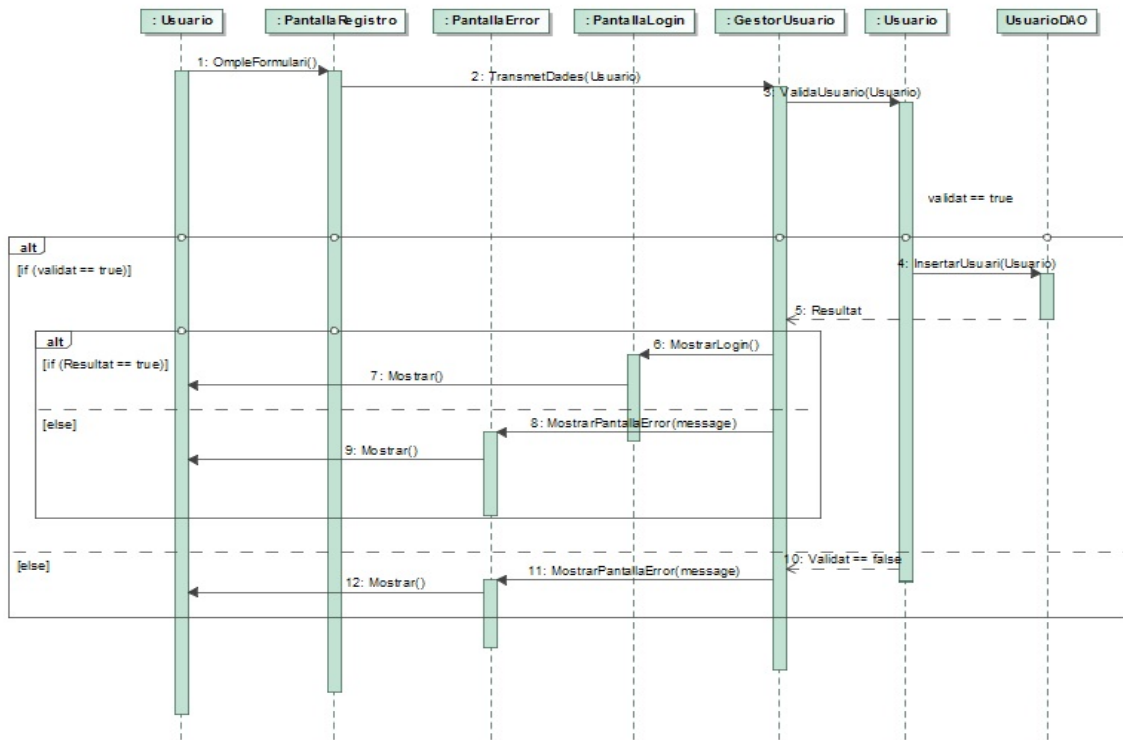 : Usuario
: PantallaRegistro
: PantallaError
: PantallaLogin
: GestorUsuario
: Usuario
UsuarioDAO
1: OmpleFormulari()
2: TransmetDades(Usuario)
3: ValidaUsuario(Usuario)
validat == true
alt
[if (validat == true)]
4: InsertarUsuari(Usuario)
5: Resultat
alt
[if (Resultat == true)]
6: MostrarLogin()
7: Mostrar()
[else]
8: MostrarPantallaError(message)
9: Mostrar()
[else]
10: Validat == false
11: MostrarPantallaError(message)
12: Mostrar()